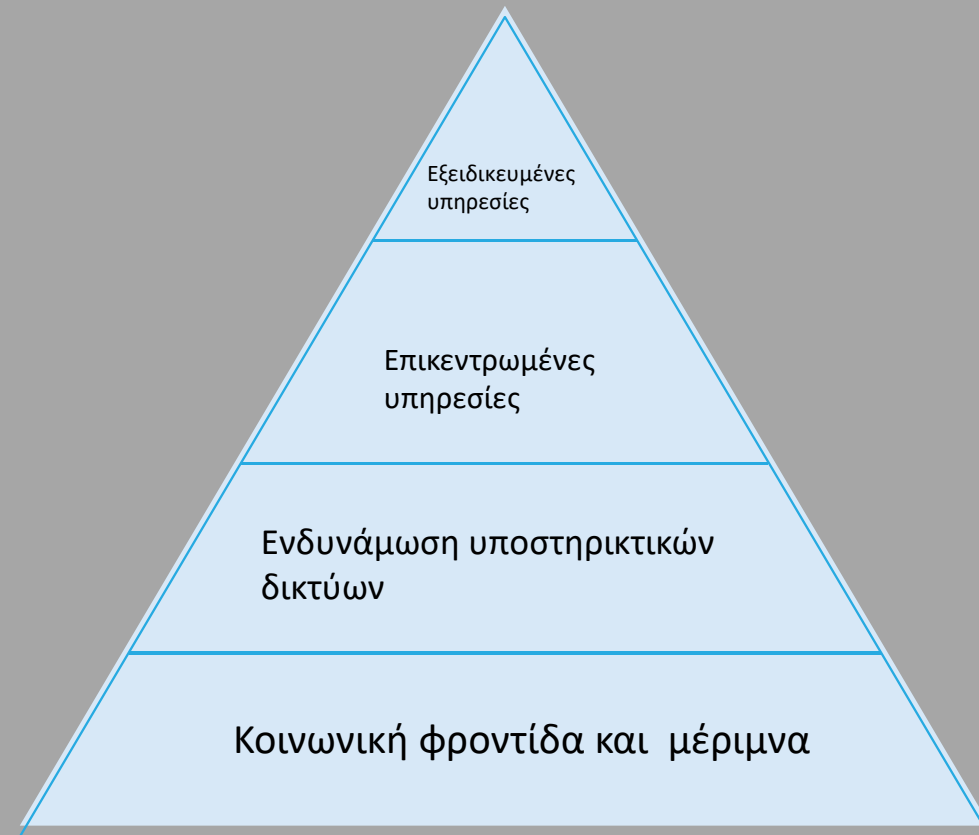 Εξειδικευμένες
υπηρεσίες
Επικεντρωμένες
υπηρεσίες
Ενδυνάμωση υποστηρικτικών
δικτύων
Κοινωνική φροντίδα και  μέριμνα